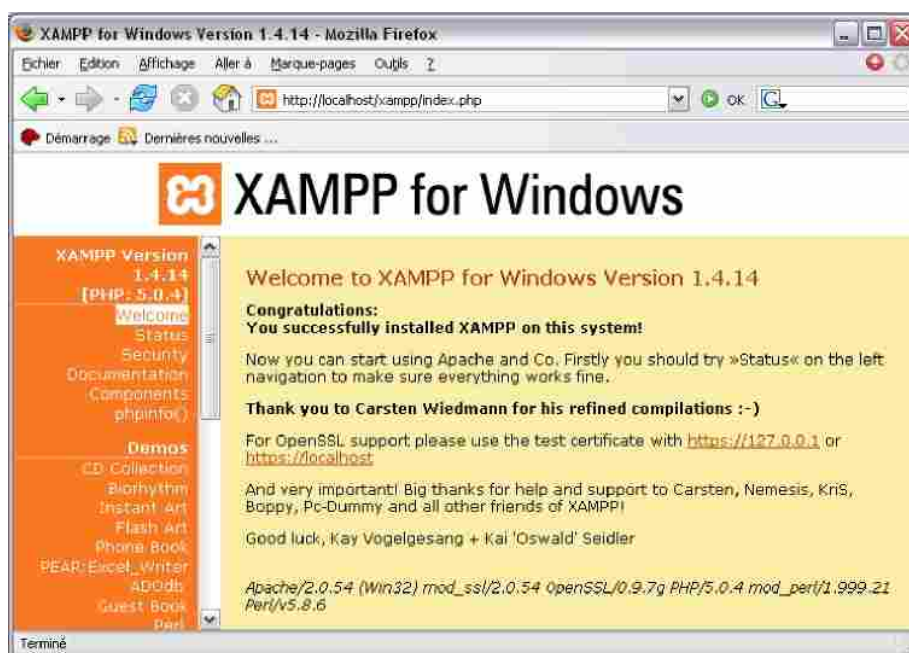 XAMPP for Windows Version 1.4.14 - Mozilla Firefox
Fichier Edition Affichage Aller à Marque-pages Outils ?
http://localhost/xampp/index.php OK G
Démarrage Dernières nouvelles ...
XAMPP for Windows
XAMPP Version
1.4.14
[PHP: 5.0.4]
Welcome
Status
Security
Documentation
Components
phpinfo()
Demos
CD Collection
Biorhythm
Instant Art
Flash Art
Phone Book
PEAR:Excel_Writer
ADOdb
Guest Book
Perl
Welcome to XAMPP for Windows Version 1.4.14
Congratulations:
You successfully installed XAMPP on this system!
Now you can start using Apache and Co. Firstly you should try »Status« on the left
navigation to make sure everything works fine.
Thank you to Carsten Wiedmann for his refined compilations :-)
For OpenSSL support please use the test certificate with https://127.0.0.1 or
https://localhost
And very important! Big thanks for help and support to Carsten, Nemesis, KriS,
Boppy, Pc-Dummy and all other friends of XAMPP!
Good luck, Kay Vogelgesang + Kai 'Oswald' Seidler
Apache/2.0.54 (Win32) mod_ssl/2.0.54 OpenSSL/0.9.7g PHP/5.0.4 mod_perl/1.999.21
Perl/v5.8.6
Terminé